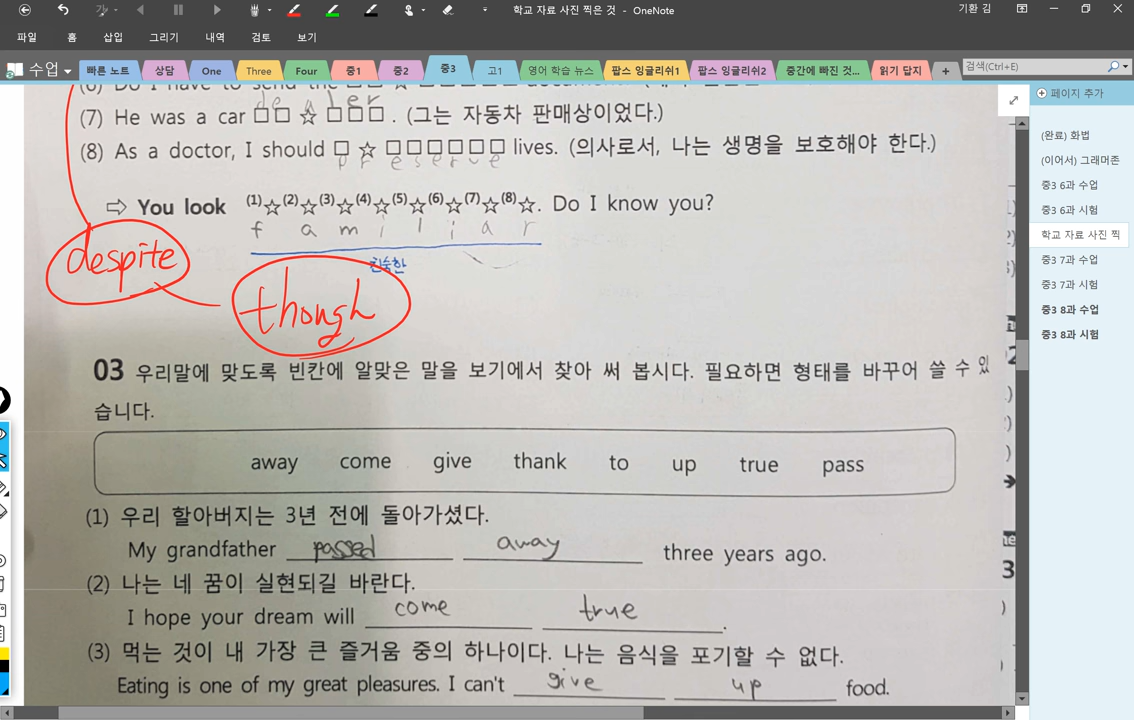 학교 자료 사진 찍은 것 - OneNote
기환 김
파일 홈 삽입 그리기 내역 검토 보기
수업 빠른 노트 상담 One Three Four 중1 중2 중3 고1 영어 학습 뉴스 팝스 잉글리쉬1 팝스 잉글리쉬2 중간에 빠진 것... 읽기 답지 + 검색(Ctrl+E)
페이지 추가
(완료) 화법
(이어서) 그래머존
중3 6과 수업
중3 6과 시험
학교 자료 사진 찍
중3 7과 수업
중3 7과 시험
중3 8과 수업
중3 8과 시험
(6) Do I have to send the
de ☆ ler
(7) He was a car □□ ☆ □□□. (그는 자동차 판매상이었다.)
(8) As a doctor, I should □ ☆ □□□□□□ lives. (의사로서, 나는 생명을 보호해야 한다.)
p r e s e r v e
⇨ You look (1)☆(2)☆(3)☆(4)☆(5)☆(6)☆(7)☆(8)☆. Do I know you?
f a m i l i a r
친숙한
despite
though
03 우리말에 맞도록 빈칸에 알맞은 말을 보기에서 찾아 써 봅시다. 필요하면 형태를 바꾸어 쓸 수 있
습니다.
away come give thank to up true pass
(1) 우리 할아버지는 3년 전에 돌아가셨다.
My grandfather passed away three years ago.
(2) 나는 네 꿈이 실현되길 바란다.
I hope your dream will come true.
(3) 먹는 것이 내 가장 큰 즐거움 중의 하나이다. 나는 음식을 포기할 수 없다.
Eating is one of my great pleasures. I can't give up food.